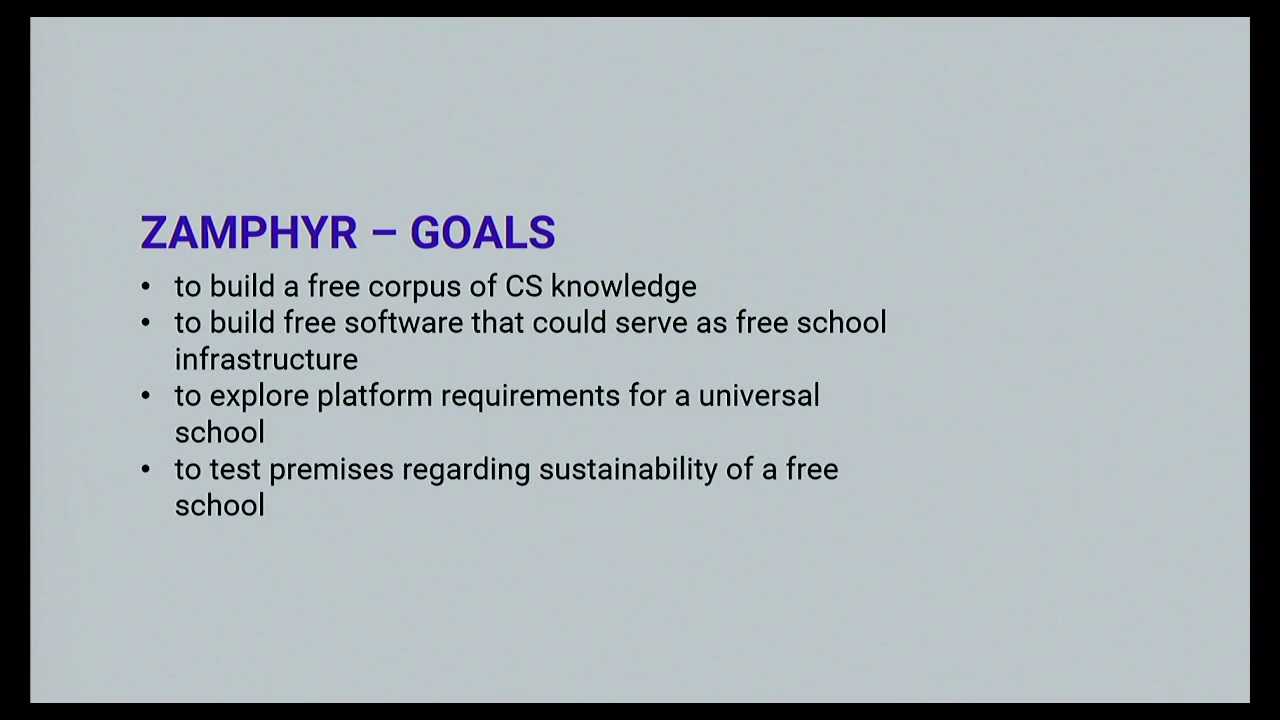 ZAMPHYR – GOALS
• to build a free corpus of CS knowledge
• to build free software that could serve as free school
infrastructure
• to explore platform requirements for a universal
school
• to test premises regarding sustainability of a free
school